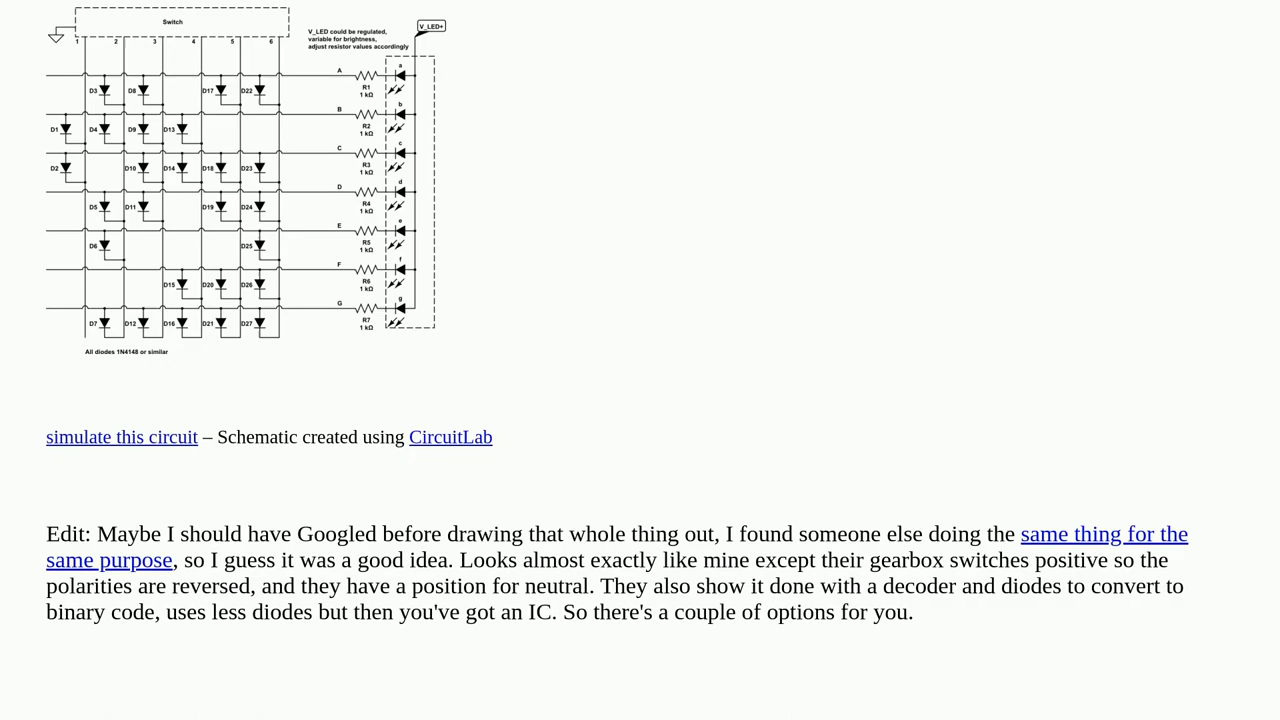 Switch
V_LED+
V_LED could be regulated,
variable for brightness,
adjust resistor values accordingly
1 2 3 4 5 6
A a
D3 D8 D17 D22 R1
1 kΩ
B b
D1 D4 D9 D13 R2
1 kΩ
C c
D2 D10 D14 D18 D23 R3
1 kΩ
D d
D5 D11 D19 D24 R4
1 kΩ
E e
D6 D25 R5
1 kΩ
F f
D15 D20 D26 R6
1 kΩ
G g
D7 D12 D16 D21 D27 R7
1 kΩ
All diodes 1N4148 or similar
simulate this circuit – Schematic created using CircuitLab
Edit: Maybe I should have Googled before drawing that whole thing out, I found someone else doing the same thing for the
same purpose, so I guess it was a good idea. Looks almost exactly like mine except their gearbox switches positive so the
polarities are reversed, and they have a position for neutral. They also show it done with a decoder and diodes to convert to
binary code, uses less diodes but then you've got an IC. So there's a couple of options for you.